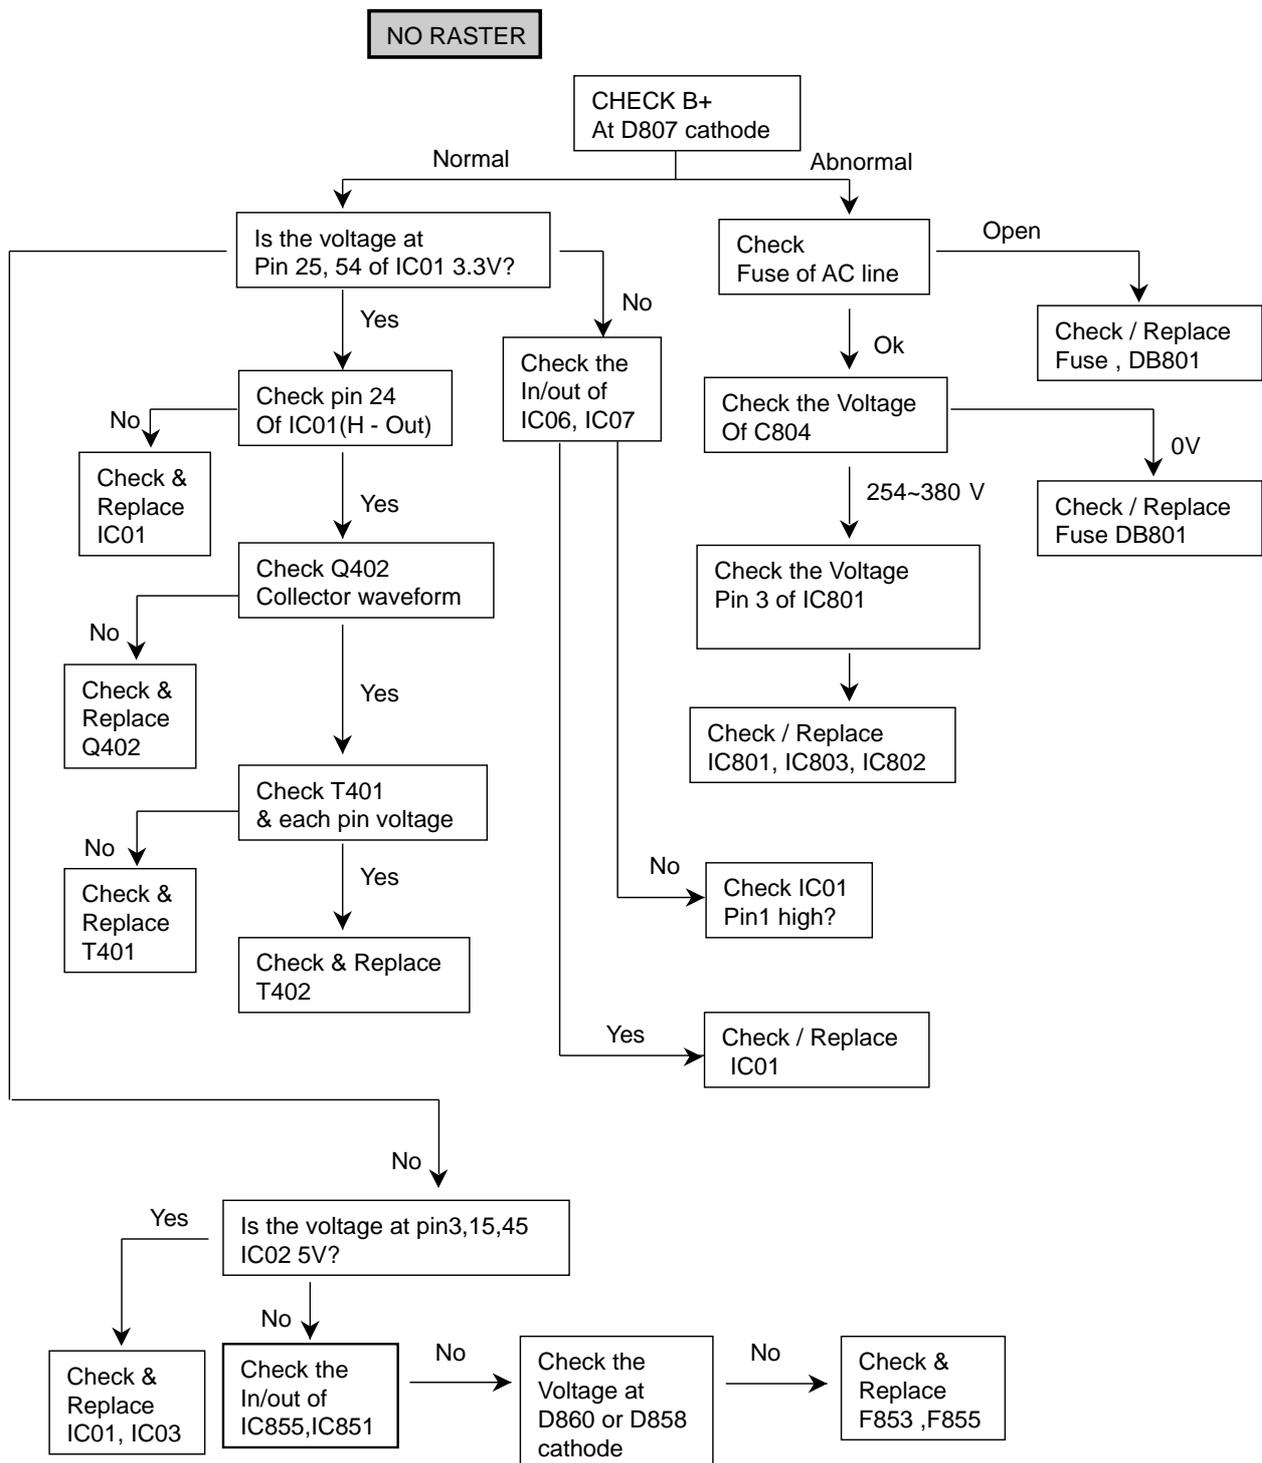 NO RASTER
CHECK B+
At D807 cathode
Normal
Abnormal
Is the voltage at
Pin 25, 54 of IC01 3.3V?
Check
Fuse of AC line
Open
No
Yes
Check / Replace
Fuse , DB801
Check the
In/out of
IC06, IC07
Ok
Check pin 24
Of IC01(H - Out)
No
Check the Voltage
Of C804
0V
Check &
Replace
IC01
Yes
254~380 V
Check / Replace
Fuse DB801
Check Q402
Collector waveform
Check the Voltage
Pin 3 of IC801
No
Check &
Replace
Q402
Yes
Check / Replace
IC801, IC803, IC802
Check T401
& each pin voltage
No
Check &
Replace
T401
Yes
No
Check IC01
Pin1 high?
Check & Replace
T402
Yes
Check / Replace
IC01
No
Yes
Is the voltage at pin3,15,45
IC02 5V?
No
Check &
Replace
IC01, IC03
Check the
In/out of
IC855,IC851
No
Check the
Voltage at
D860 or D858
cathode
No
Check &
Replace
F853 ,F855